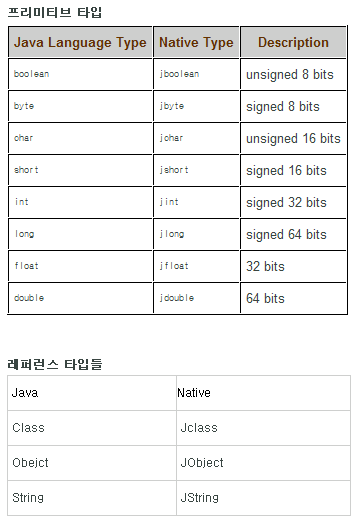 프리미티브 타입
Java Language Type Native Type Description
boolean jboolean unsigned 8 bits
byte jbyte signed 8 bits
char jchar unsigned 16 bits
short jshort signed 16 bits
int jint signed 32 bits
long jlong signed 64 bits
float jfloat 32 bits
double jdouble 64 bits
레퍼런스 타입들
Java Native
Class Jclass
Obejct JObject
String JString